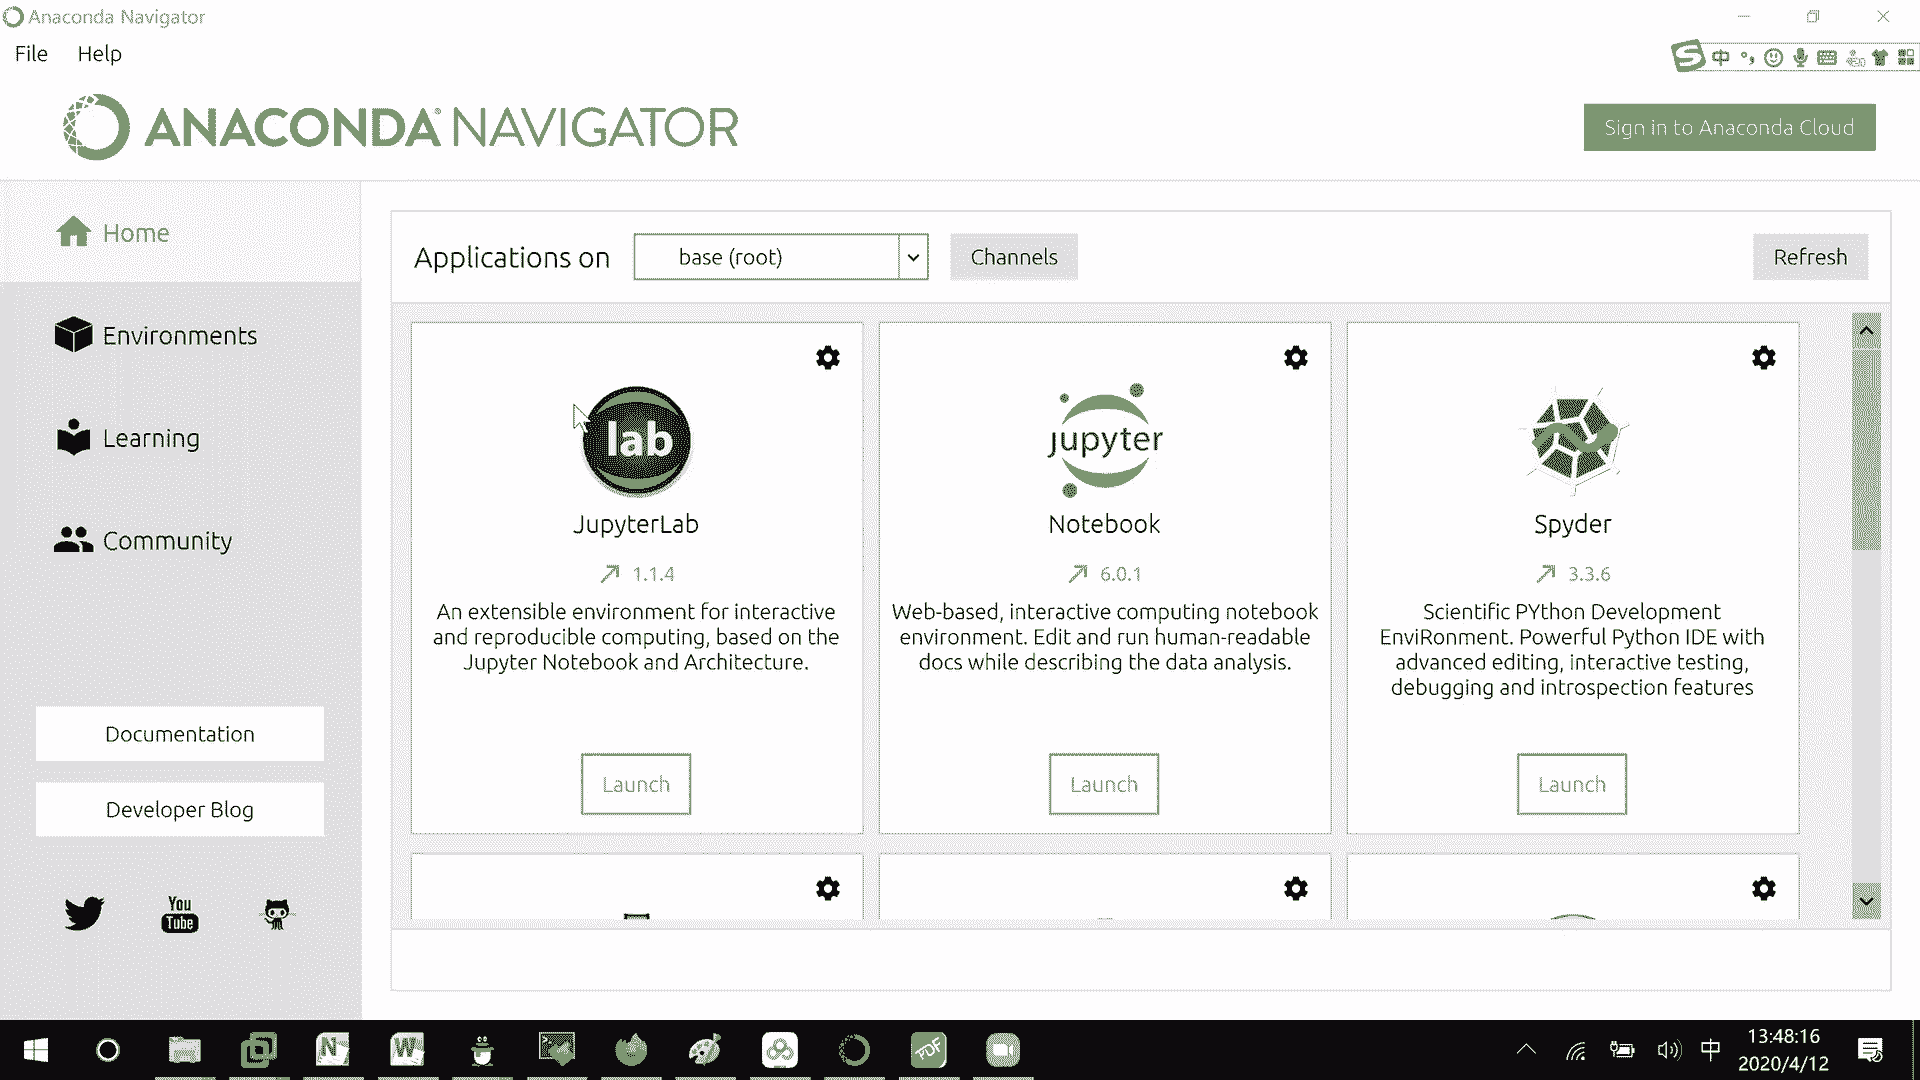 Anaconda Navigator
File Help
中
ANACONDA NAVIGATOR
Sign in to Anaconda Cloud
Home
Applications on base (root) Channels Refresh
Environments
Learning
Community
lab
JupyterLab
1.1.4
An extensible environment for interactive
and reproducible computing, based on the
Jupyter Notebook and Architecture.
Launch
jupyter
Notebook
6.0.1
Web-based, interactive computing notebook
environment. Edit and run human-readable
docs while describing the data analysis.
Launch
Spyder
3.3.6
Scientific PYthon Development
EnviRonment. Powerful Python IDE with
advanced editing, interactive testing,
debugging and introspection features
Launch
Documentation
Developer Blog
You
Tube
N
W
PDF
中
13:48:16
2020/4/12